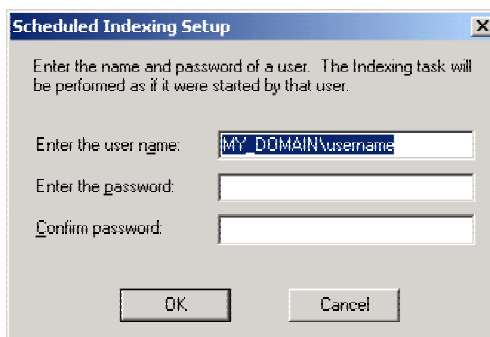 Scheduled Indexing Setup
Enter the name and password of a user. The Indexing task will
be performed as if it were started by that user.
Enter the user name:
MY_DOMAIN\username
Enter the password:
Confirm password:
OK
Cancel